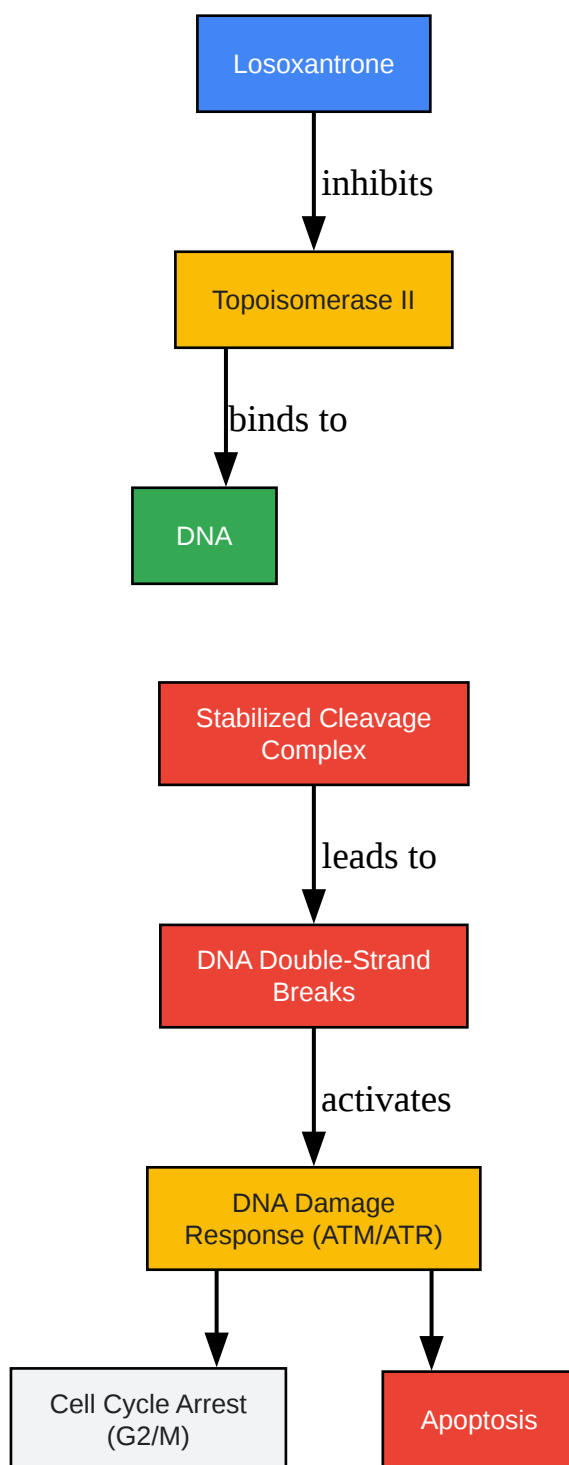 Losoxantrone
inhibits
Topoisomerase II
binds to
DNA
Stabilized Cleavage
Complex
leads to
DNA Double-Strand
Breaks
activates
DNA Damage
Response (ATM/ATR)
Cell Cycle Arrest
(G2/M)
Apoptosis